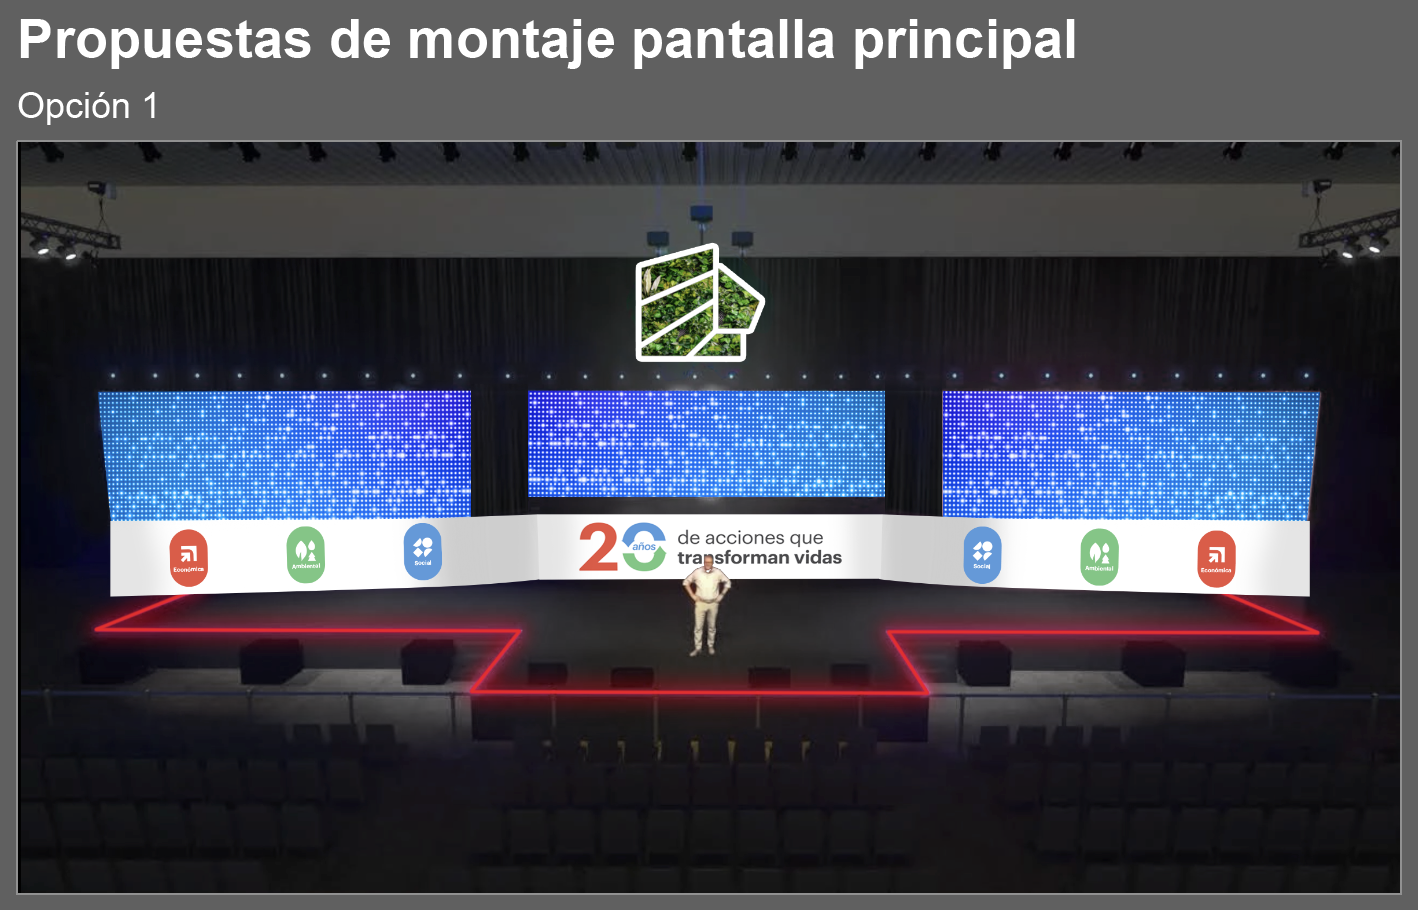 Propuestas de montaje pantalla principal
Opción 1
20 años de acciones que
transforman vidas
Económico
Ambiental
Social
Social
Ambiental
Económico